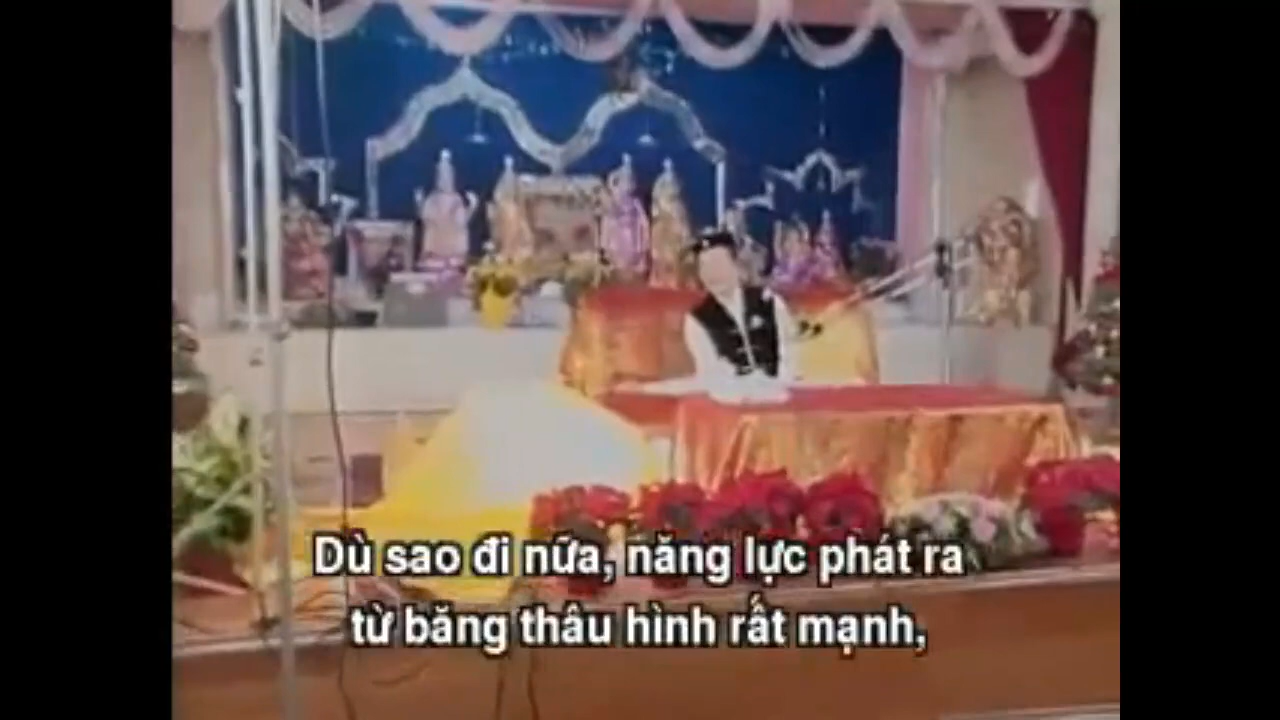 Dù sao đi nữa, năng lực phát ra
từ băng thâu hình rất mạnh,